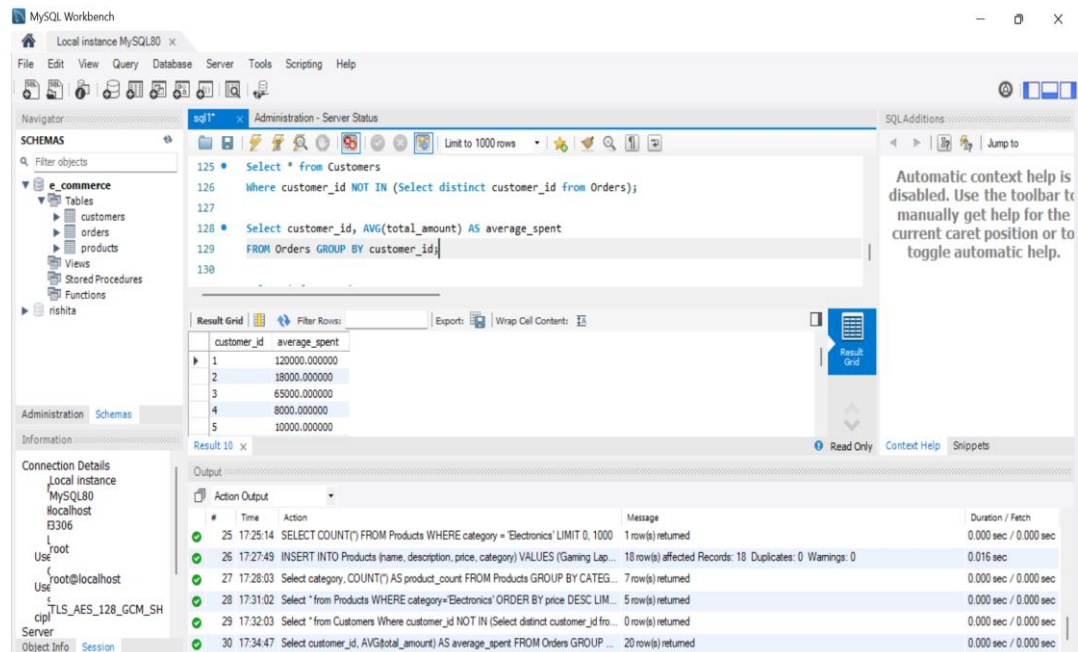 MySQL Workbench
Local instance MySQL80 ×
File Edit View Query Database Server Tools Scripting Help
Navigator
SCHEMAS
Filter objects
e_commerce
Tables
customers
orders
products
Views
Stored Procedures
Functions
rishita
Administration Schemas
Information
Connection Details
Local instance
MySQL80
localhost
3306
root
root@localhost
TLS_AES_128_GCM_SH
Server
Object Info Session
sql1* × Administration - Server Status
Limit to 1000 rows
125 Select * from Customers
126 Where customer_id NOT IN (Select distinct customer_id from Orders);
127
128 Select customer_id, AVG(total_amount) AS average_spent
129 FROM Orders GROUP BY customer_id;
130
Result Grid Filter Rows: Export: Wrap Cell Content:
customer_id average_spent
1 120000.000000
2 18000.000000
3 65000.000000
4 8000.000000
5 10000.000000
Result
Grid
Result 10 × Read Only
Output
Action Output
# Time Action Message Duration / Fetch
25 17:25:14 SELECT COUNT(*) FROM Products WHERE category = 'Electronics' LIMIT 0, 1000 1 row(s) returned 0.000 sec / 0.000 sec
26 17:27:49 INSERT INTO Products (name, description, price, category) VALUES (Gaming Lap... 18 row(s) affected Records: 18 Duplicates: 0 Warnings: 0 0.016 sec
27 17:28:03 Select category, COUNT(*) AS product_count FROM Products GROUP BY CATEG... 7 row(s) returned 0.000 sec / 0.000 sec
28 17:31:02 Select * from Products WHERE category='Electronics' ORDER BY price DESC LIM... 5 row(s) returned 0.000 sec / 0.000 sec
29 17:32:03 Select * from Customers Where customer_id NOT IN (Select distinct customer_id fro... 0 row(s) returned 0.000 sec / 0.000 sec
30 17:34:47 Select customer_id, AVG(total_amount) AS average_spent FROM Orders GROUP ... 20 row(s) returned 0.000 sec / 0.000 sec
SQLAdditions
Jump to
Automatic context help is
disabled. Use the toolbar to
manually get help for the
current caret position or to
toggle automatic help.
Context Help Snippets